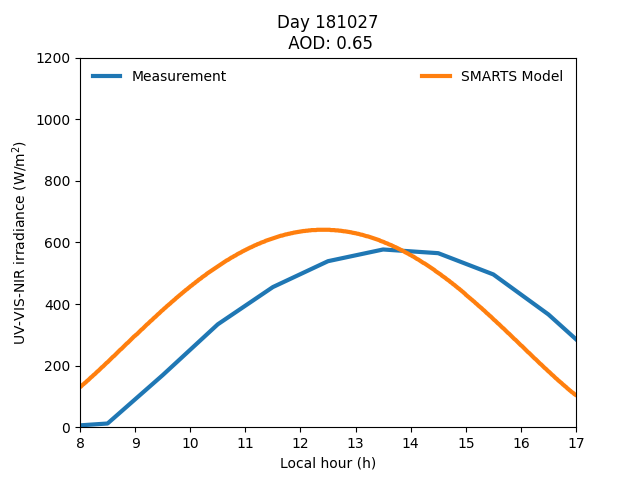 Day 181027
AOD: 0.65
Measurement
SMARTS Model
UV-VIS-NIR irradiance (W/m²)
1200
1000
800
600
400
200
0
8 9 10 11 12 13 14 15 16 17
Local hour (h)